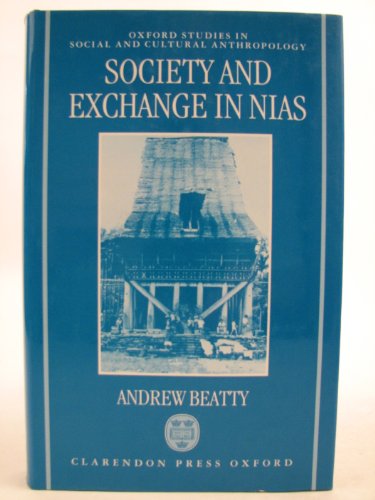 OXFORD STUDIES IN
SOCIAL AND CULTURAL ANTHROPOLOGY
SOCIETY AND
EXCHANGE IN NIAS
ANDREW BEATTY
CLARENDON PRESS OXFORD